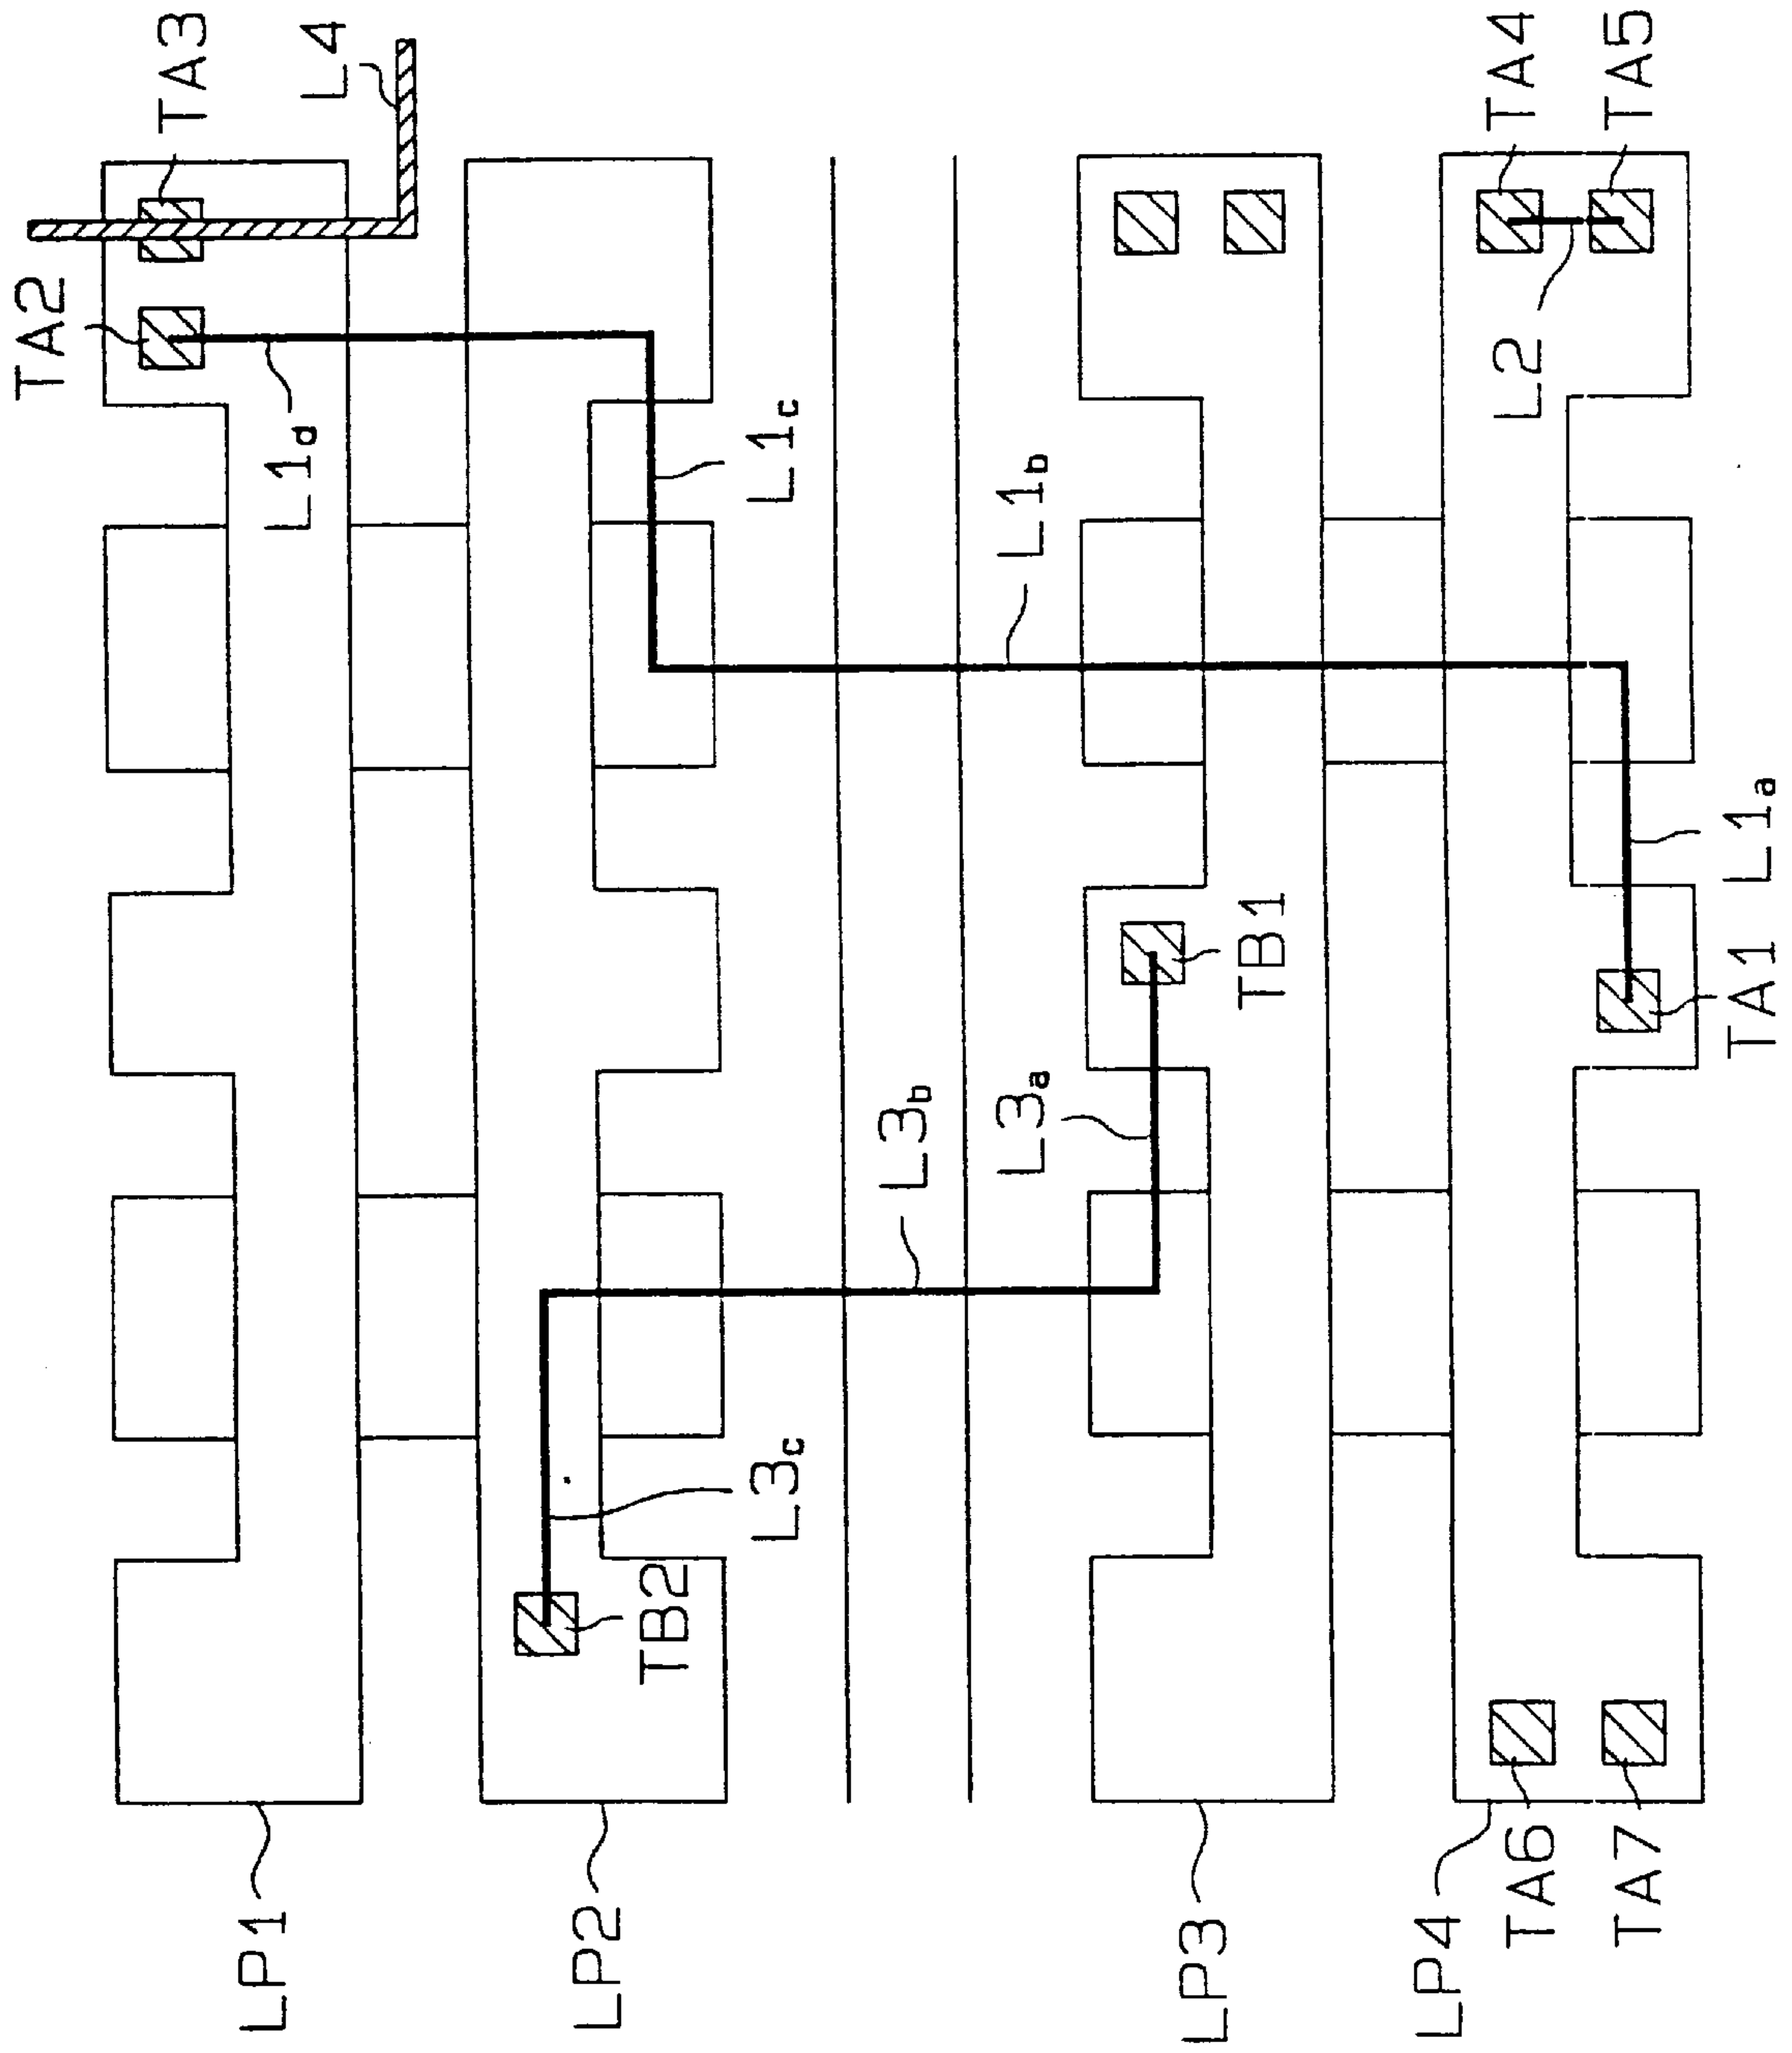 TA3
L4
TA2
L1d
L1c
L1b
TA4
TA5
L2
L1a
TA1
TB1
L3a
L3b
L3c
TB2
LP1
LP2
LP3
LP4
TA6
TA7